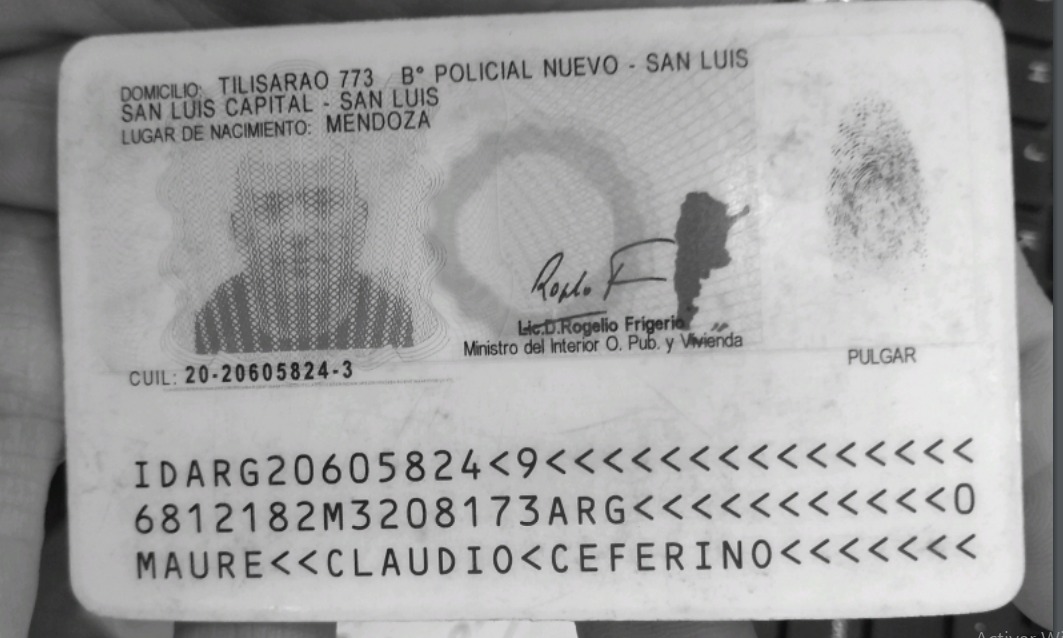 DOMICILIO: TILISARAO 773 B° POLICIAL NUEVO - SAN LUIS
SAN LUIS CAPITAL - SAN LUIS
LUGAR DE NACIMIENTO: MENDOZA
Lic.D.Rogelio Frigerio
Ministro del Interior O. Pub. y Vivienda
PULGAR
CUIL: 20-20605824-3
IDARG20605824<9<<<<<<<<<<<<<<<
6812182M3208173ARG<<<<<<<<<<<0
MAURE<<CLAUDIO<CEFERINO<<<<<<<